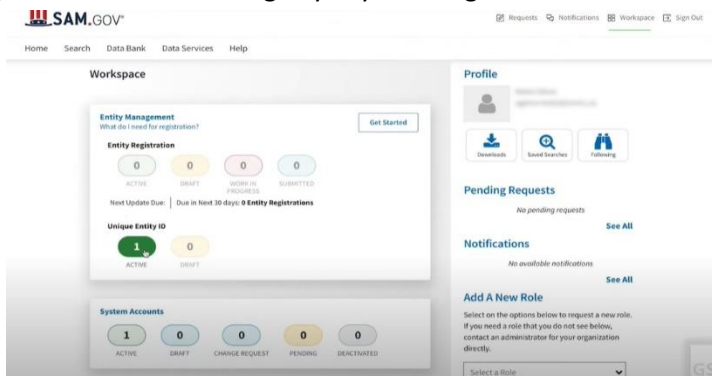 SAM.GOV®
Requests Notifications Workspace Sign Out
Home Search Data Bank Data Services Help
Workspace
Entity Management
What do I need for registration?
Get Started
Entity Registration
0 0 0 0
ACTIVE DRAFT WORK IN PROGRESS SUBMITTED
Next Update Due: Due in Next 30 days: 0 Entity Registrations
Unique Entity ID
1 0
ACTIVE DRAFT
System Accounts
1 0 0 0 0
ACTIVE DRAFT CHANGE REQUEST PENDING DEACTIVATED
Profile
Downloads Saved Searches Following
Pending Requests
No pending requests
See All
Notifications
No available notifications
See All
Add A New Role
Select on the options below to request a new role.
If you need a role that you do not see below,
contact an administrator for your organization
directly.
Select a Role
GS